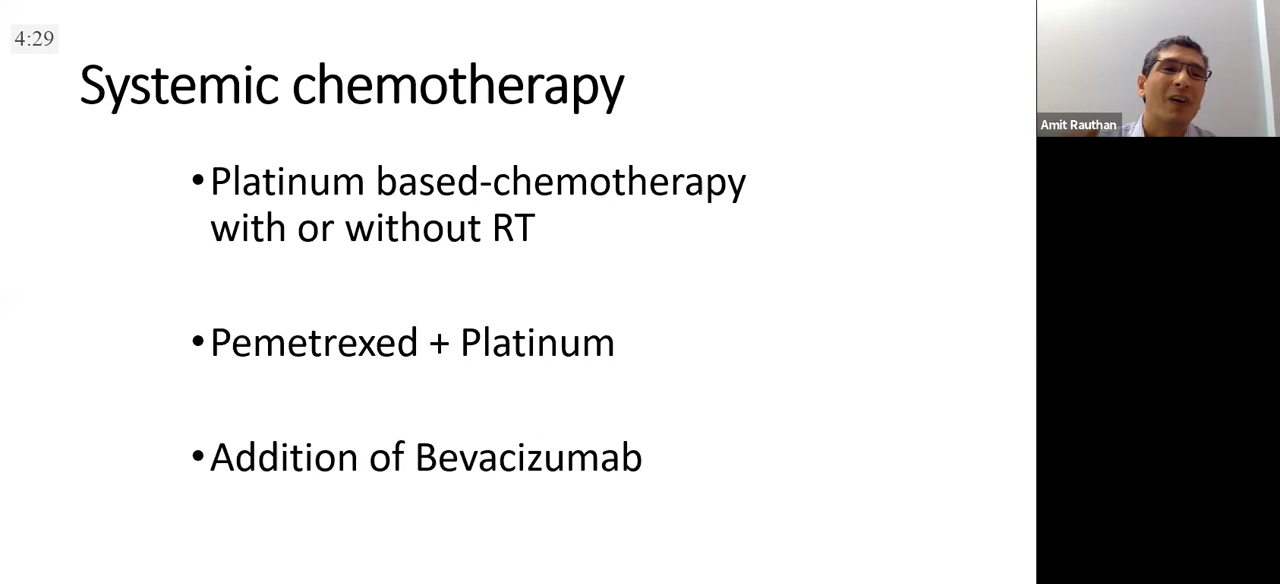 4:29
Systemic chemotherapy
•Platinum based-chemotherapy
with or without RT
•Pemetrexed + Platinum
•Addition of Bevacizumab
Amit Rauthan